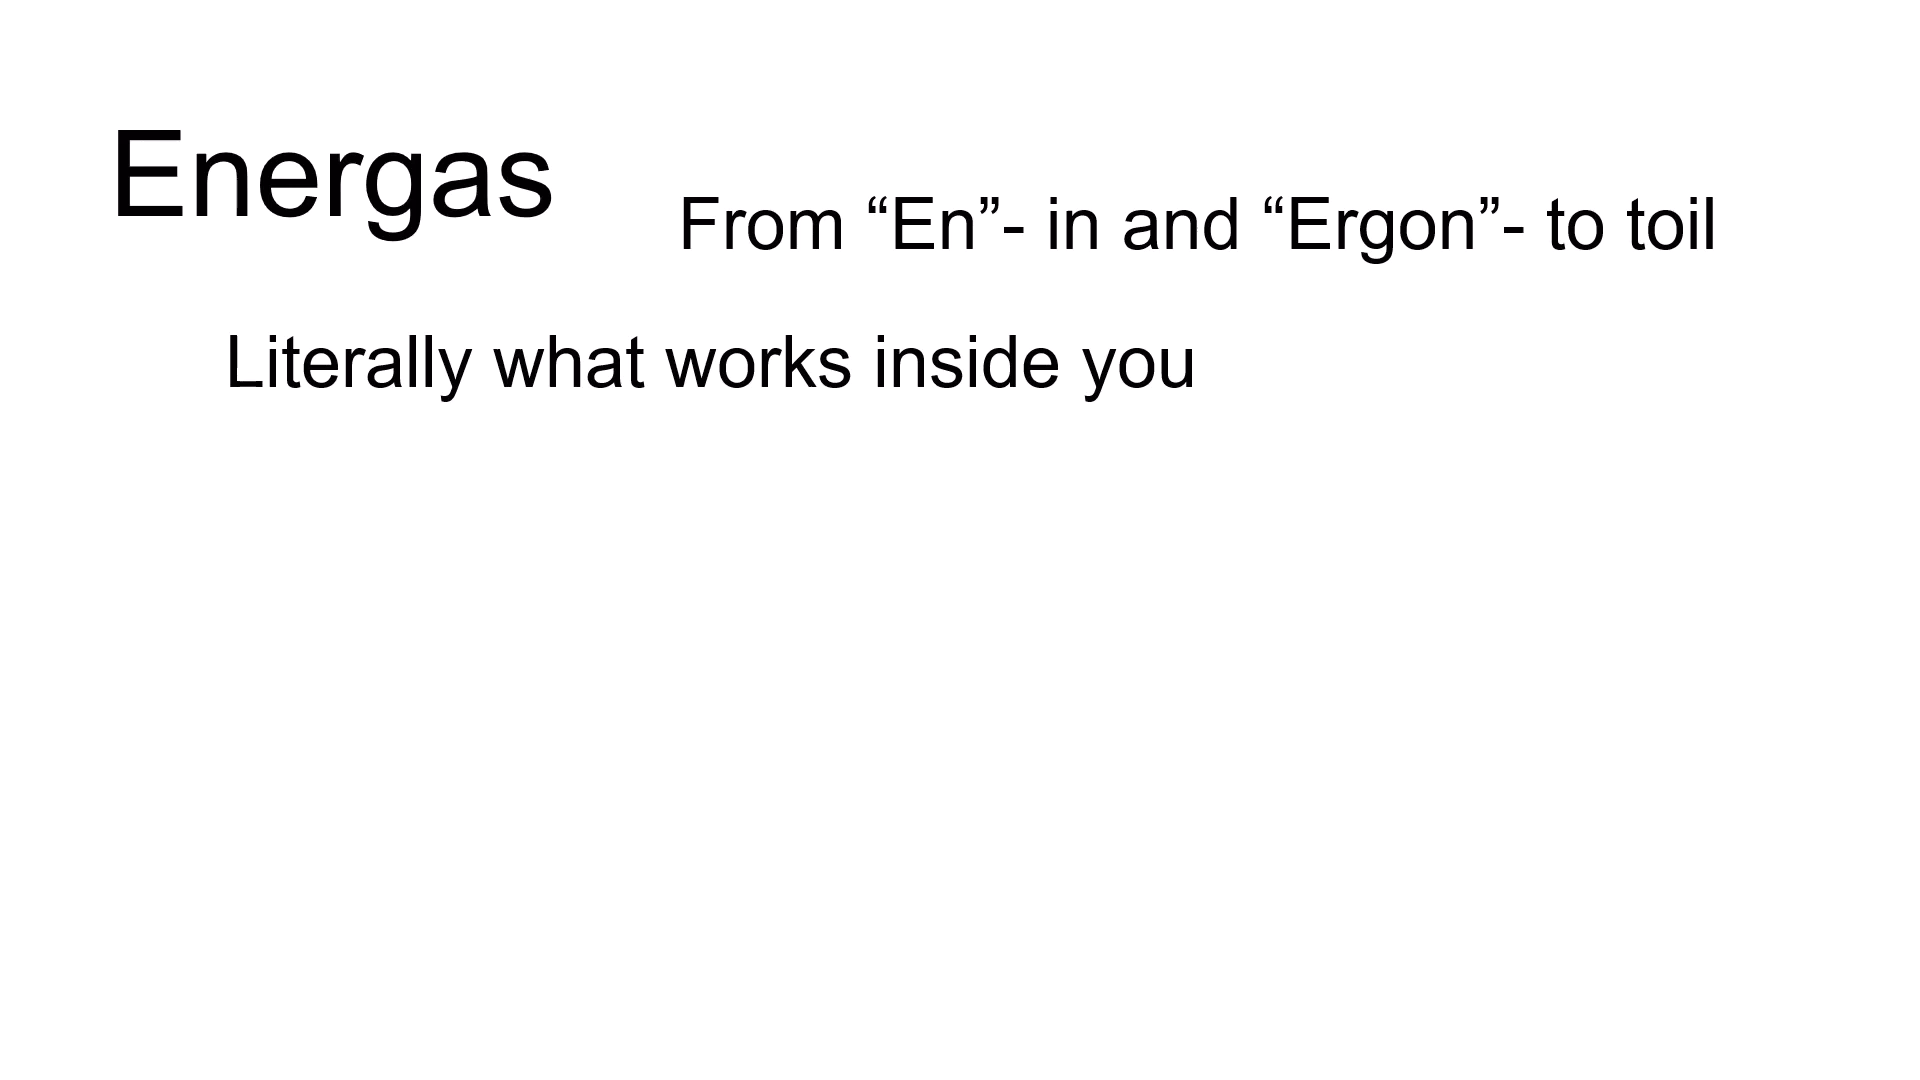 Energas
From “En”- in and “Ergon”- to toil
Literally what works inside you